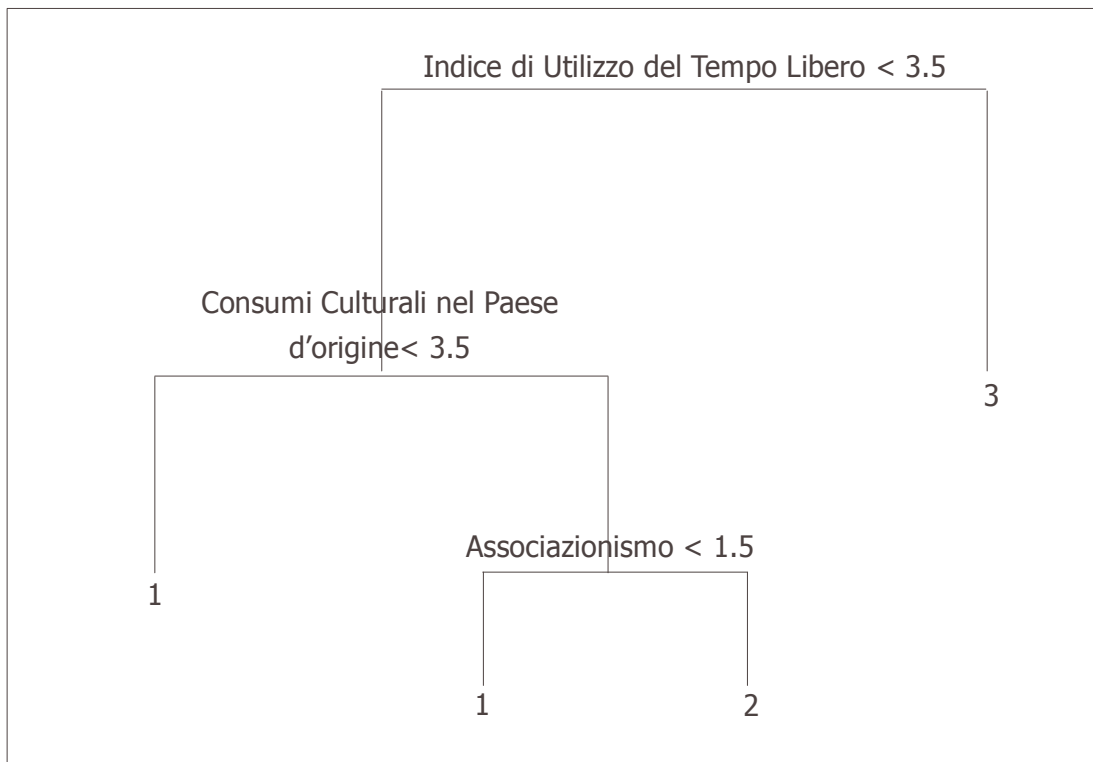 Indice di Utilizzo del Tempo Libero < 3.5
Consumi Culturali nel Paese
d’origine< 3.5
3
Associazionismo < 1.5
1
1
2